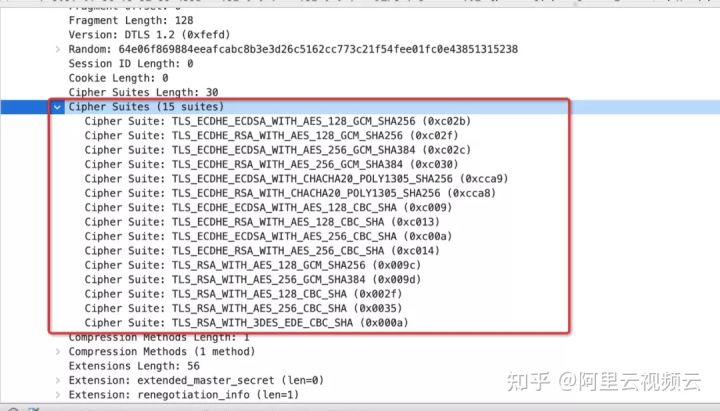 Fragment Offset: 0
Fragment Length: 128
Version: DTLS 1.2 (0xfefd)
Random: 64e06f869884eeafcabc8b3e3d26c5162cc773c21f54fee01fc0e43851315238
Session ID Length: 0
Cookie Length: 0
Cipher Suites Length: 30
Cipher Suites (15 suites)
Cipher Suite: TLS_ECDHE_ECDSA_WITH_AES_128_GCM_SHA256 (0xc02b)
Cipher Suite: TLS_ECDHE_RSA_WITH_AES_128_GCM_SHA256 (0xc02f)
Cipher Suite: TLS_ECDHE_ECDSA_WITH_AES_256_GCM_SHA384 (0xc02c)
Cipher Suite: TLS_ECDHE_RSA_WITH_AES_256_GCM_SHA384 (0xc030)
Cipher Suite: TLS_ECDHE_ECDSA_WITH_CHACHA20_POLY1305_SHA256 (0xcca9)
Cipher Suite: TLS_ECDHE_RSA_WITH_CHACHA20_POLY1305_SHA256 (0xcca8)
Cipher Suite: TLS_ECDHE_ECDSA_WITH_AES_128_CBC_SHA (0xc009)
Cipher Suite: TLS_ECDHE_RSA_WITH_AES_128_CBC_SHA (0xc013)
Cipher Suite: TLS_ECDHE_ECDSA_WITH_AES_256_CBC_SHA (0xc00a)
Cipher Suite: TLS_ECDHE_RSA_WITH_AES_256_CBC_SHA (0xc014)
Cipher Suite: TLS_RSA_WITH_AES_128_GCM_SHA256 (0x009c)
Cipher Suite: TLS_RSA_WITH_AES_256_GCM_SHA384 (0x009d)
Cipher Suite: TLS_RSA_WITH_AES_128_CBC_SHA (0x002f)
Cipher Suite: TLS_RSA_WITH_AES_256_CBC_SHA (0x0035)
Cipher Suite: TLS_RSA_WITH_3DES_EDE_CBC_SHA (0x000a)
Compression Methods Length: 1
Compression Methods (1 method)
Extensions Length: 56
Extension: extended_master_secret (len=0)
Extension: renegotiation_info (len=1)
知乎 @阿里云视频云